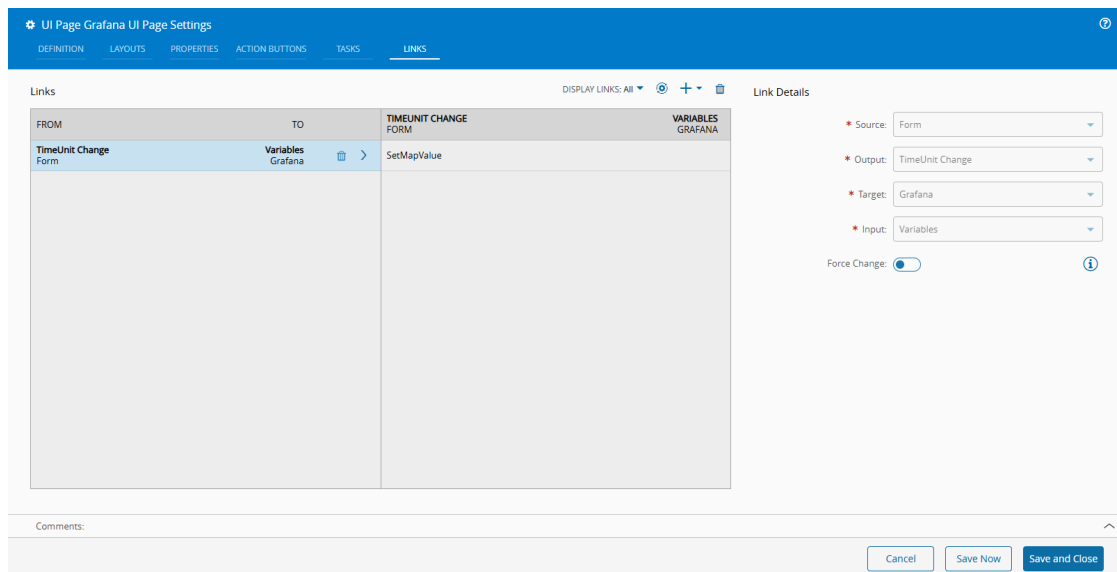 UI Page Grafana UI Page Settings
DEFINITION LAYOUTS PROPERTIES ACTION BUTTONS TASKS LINKS
Links
DISPLAY LINKS: All
FROM TO
TimeUnit Change Variables
Form Grafana
TIMEUNIT CHANGE VARIABLES
FORM GRAFANA
SetMapValue
Link Details
* Source: Form
* Output: TimeUnit Change
* Target: Grafana
* Input: Variables
Force Change:
Comments:
Cancel Save Now Save and Close